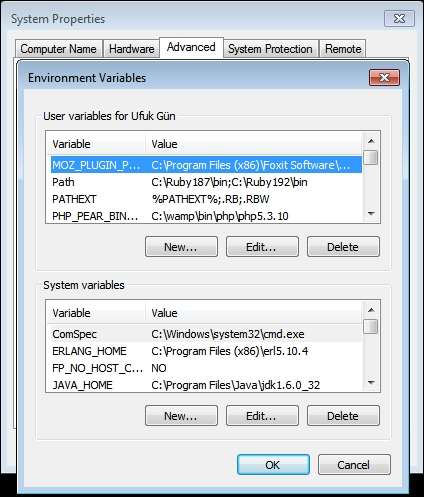 System Properties
Computer Name Hardware Advanced System Protection Remote
Environment Variables
User variables for Ufuk Gün
Variable Value
MOZ_PLUGIN_P... C:\Program Files (x86)\Foxit Software\...
Path C:\Ruby187\bin;C:\Ruby192\bin
PATHEXT %PATHEXT%;.RB;.RBW
PHP_PEAR_BIN... C:\wamp\bin\php\php5.3.10
New... Edit... Delete
System variables
Variable Value
ComSpec C:\Windows\system32\cmd.exe
ERLANG_HOME C:\Program Files (x86)\erl5.10.4
FP_NO_HOST_C... NO
JAVA_HOME C:\Program Files\Java\jdk1.6.0_32
New... Edit... Delete
OK Cancel